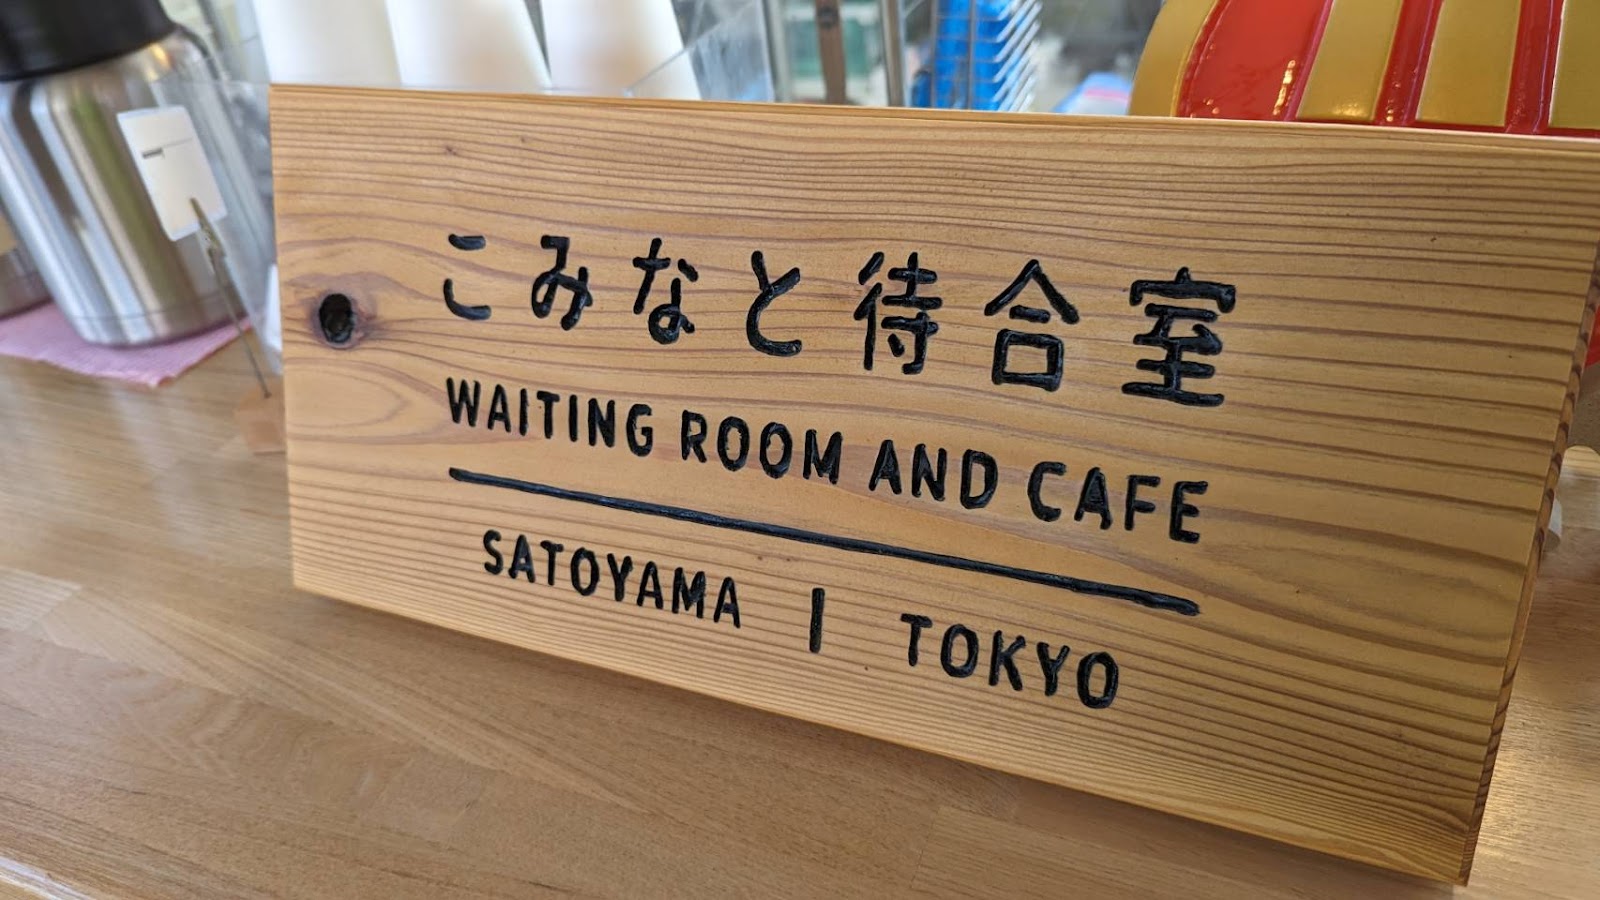 こみなと待合室
WAITING ROOM AND CAFE
SATOYAMA | TOKYO